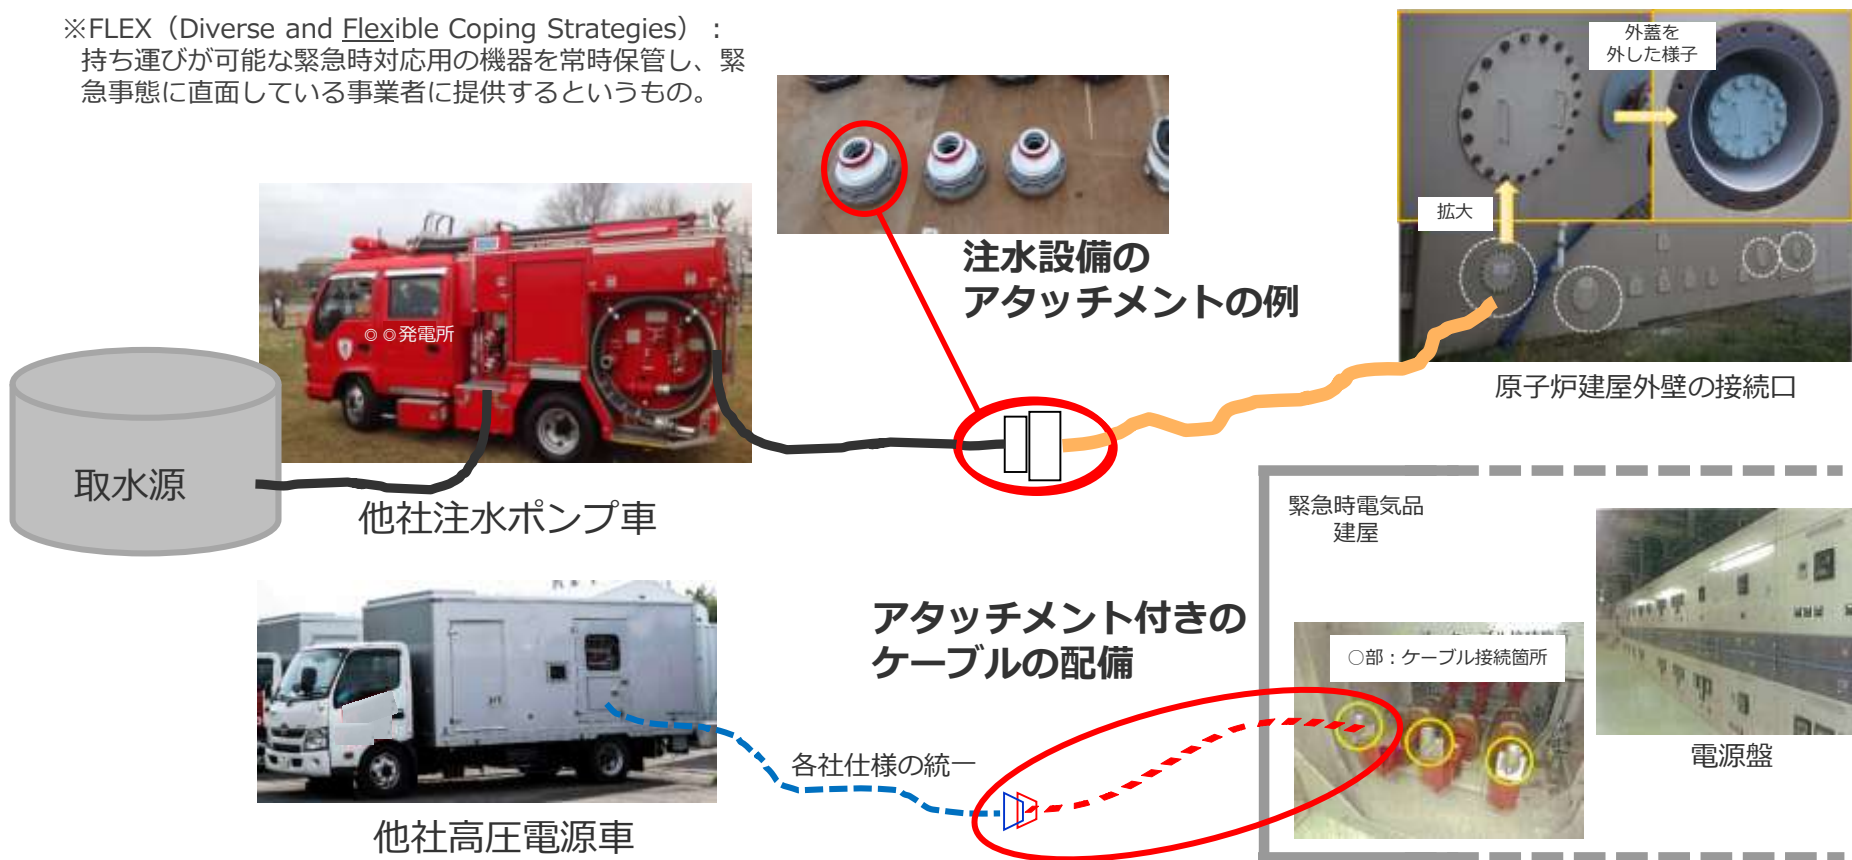 ※FLEX（Diverse and Flexible Coping Strategies）：
持ち運びが可能な緊急時対応用の機器を常時保管し、緊
急事態に直面している事業者に提供するというもの。
外蓋を
外した様子
拡大
注水設備の
アタッチメントの例
◎◎発電所
原子炉建屋外壁の接続口
取水源
他社注水ポンプ車
緊急時電気品
建屋
アタッチメント付きの
ケーブルの配備
○部：ケーブル接続箇所
電源盤
各社仕様の統一
他社高圧電源車